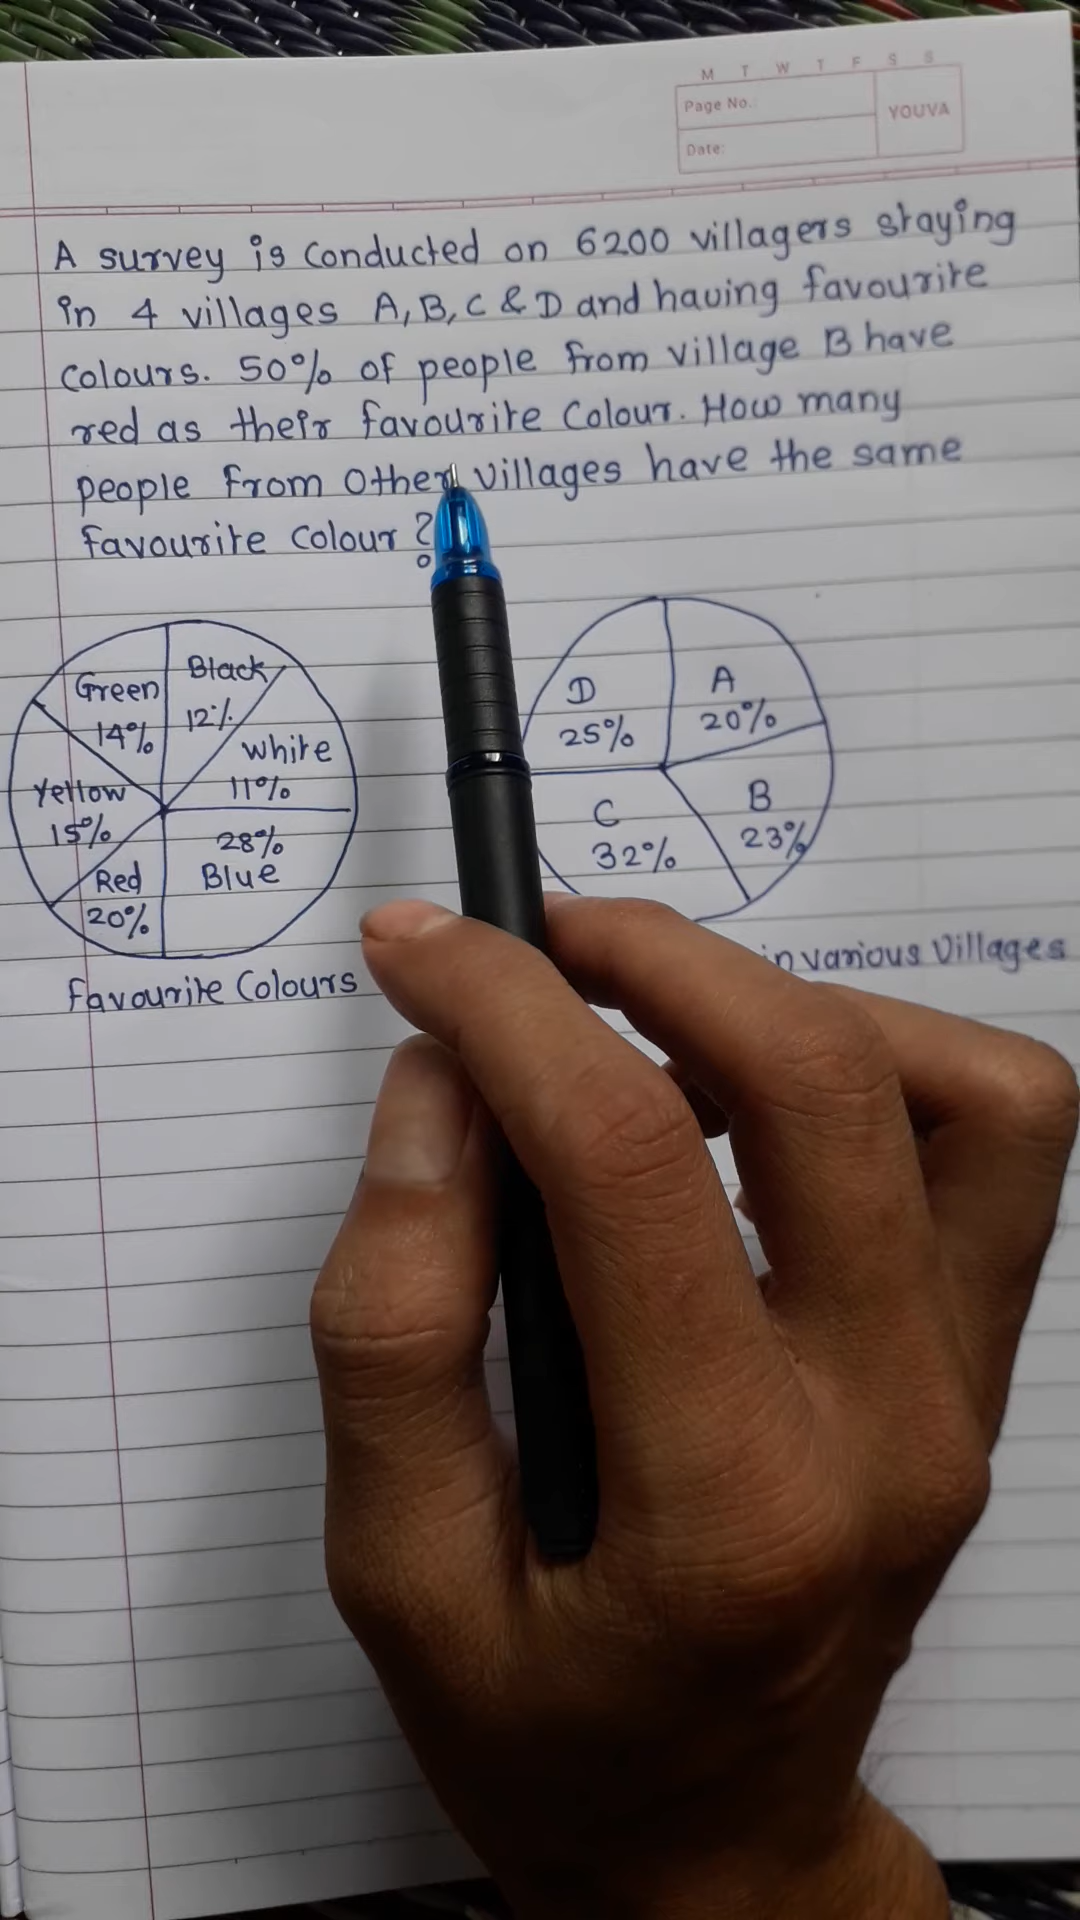 M T W T F S S
Page No.:
YOUVA
Date:
A survey is conducted on 6200 villagers staying
in 4 villages A, B, C & D and having favourite
colours. 50% of people from village B have
red as their favourite colour. How many
people from other villages have the same
favourite colour?
Green
14%
Black
12%
White
11%
Yellow
15%
28%
Blue
Red
20%
Favourite Colours
D
25%
A
20%
C
32%
B
23%
in various Villages